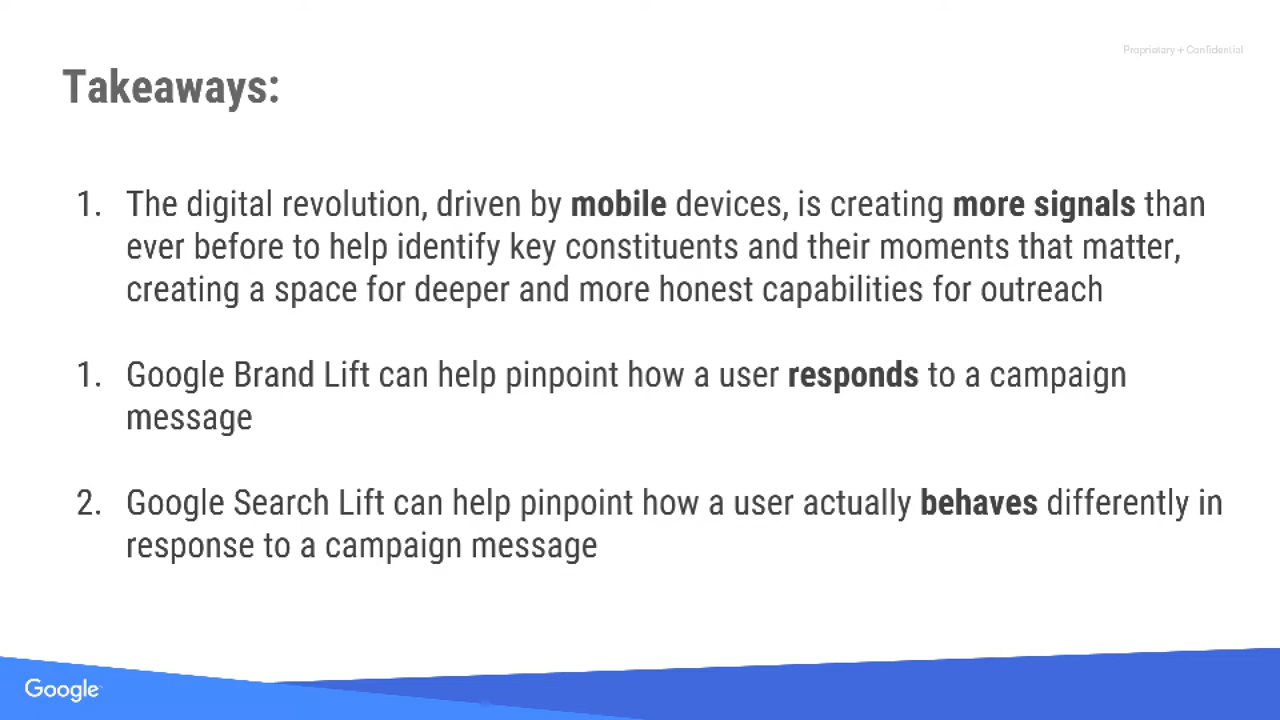 Proprietary + Confidential
Takeaways:
1. The digital revolution, driven by mobile devices, is creating more signals than
ever before to help identify key constituents and their moments that matter,
creating a space for deeper and more honest capabilities for outreach
1. Google Brand Lift can help pinpoint how a user responds to a campaign
message
2. Google Search Lift can help pinpoint how a user actually behaves differently in
response to a campaign message
Google